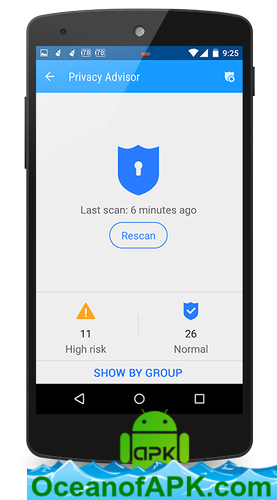 9:25
Privacy Advisor
Last scan: 6 minutes ago
Rescan
11
26
High risk
Normal
SHOW BY GROUP
apk
OceanofAPK.com